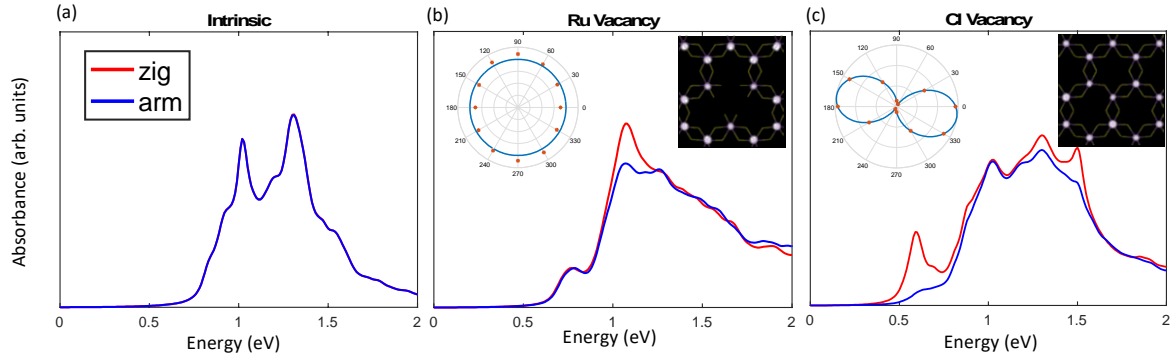 (a)
Intrinsic
zig
arm
Absorbance (arb. units)
0 0.5 1 1.5 2
Energy (eV)
(b)
Ru Vacancy
90
120 60
150 30
180 0
210 330
240 300
270
0 0.5 1 1.5 2
Energy (eV)
(c)
Cl Vacancy
90
120 60
150 30
180 0
210 330
240 300
270
0 0.5 1 1.5 2
Energy (eV)